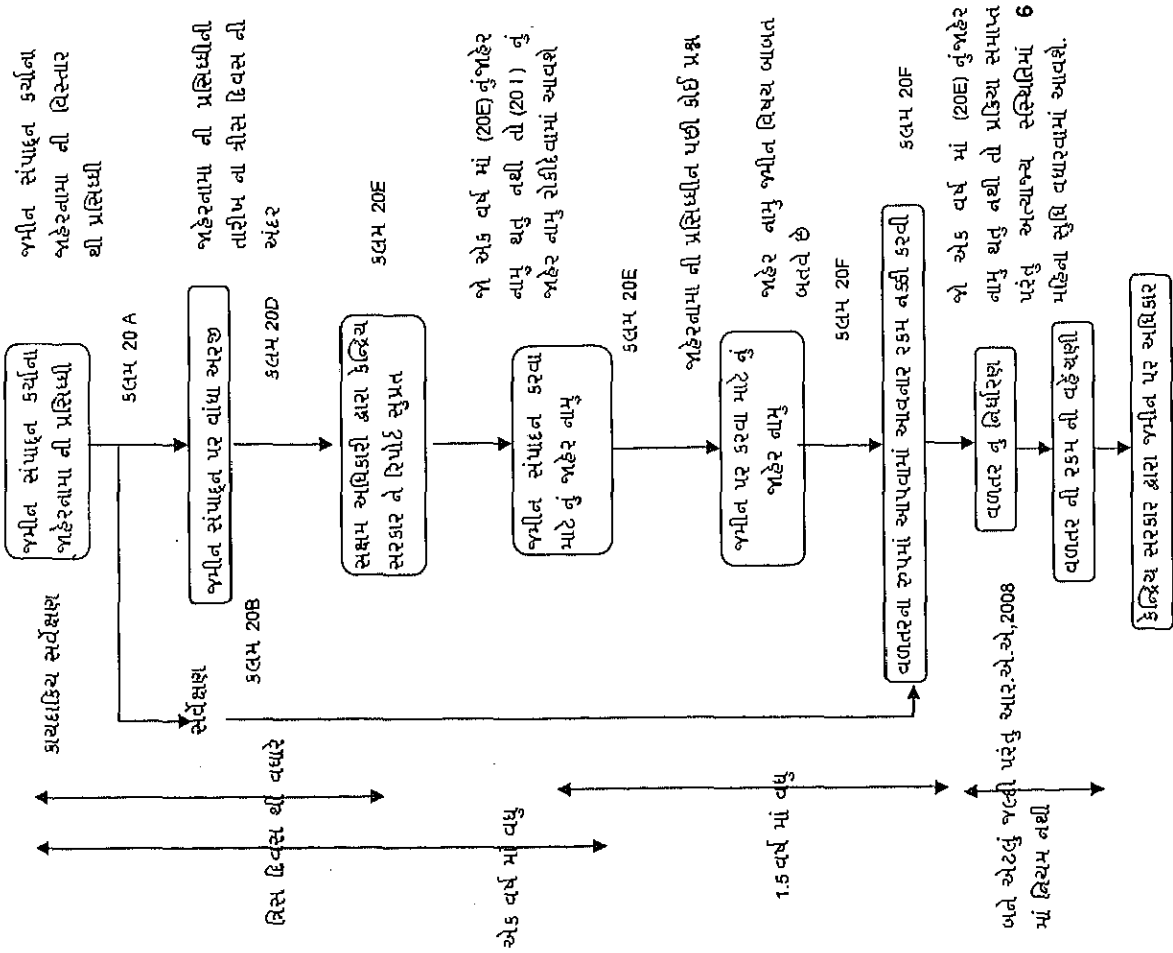 જમીન સંપાદન કર્યાના
જાહેરનામા ની પ્રસિધ્ધી
જમીન સંપાદન કર્યાના
જાહેરનામા ની વિસ્તાર
થી પ્રસિધ્ધી
કલમ 20 A
કાયદાકિય સર્વેક્ષણ
સર્વેક્ષણ
કલમ 20B
જમીન સંપાદન પર વાંધા અરજી
કલમ 20D
જાહેરનામા ની પ્રસિધ્ધીની
તારીખ ના ત્રીસ દિવસ ની
અંદર
સક્ષમ અધિકારી દ્વારા કેન્દ્રિય
સરકાર ને રિપોર્ટ સુપ્રત
કલમ 20E
ત્રિસ દિવસ થી વધારે
એક વર્ષ માં વધુ
જમીન સંપાદન કરવા
માટે નું જાહેર નામુ
જો એક વર્ષ માં (20E) નુંજાહેર
નામુ થતુ નથી તો (201) નું
જાહેર નામુ રોકીદેવામાં આવશે
કલમ 20E
જમીન પર કરવા માટે નું
જાહેર નામુ
જાહેરનામા ની પ્રસિધ્ધીન પછી કોઈ પ્રશ્ન
જાહેર નામુ જમીન વિષય બાબત
બતવે છે
કલમ 20F
1.5 વર્ષ માં વધુ
વળતરના રૂપમાં આપવામાં આવનાર રકમ નક્કી કરવી
કલમ 20F
વળતર નુ નિર્ધારણ
જો એક વર્ષ માં (20E) નુંજાહેર
નામુ થતુ નથી તો પ્રક્રિયા સમાપ્ત
પરંતુ અત્યાજ્ય સંસ્થિતિમાં 6
મહિના સુધિ વધારવામાં આવશે.
બને એટલું જલ્દી પરંતુ આર.એ.એ,2008
માં નિયમ નથી
વળતર ની રકમ ની વહેંચણી
કેન્દ્રિય સરકાર દ્વારા જમીન પર અધિકાર